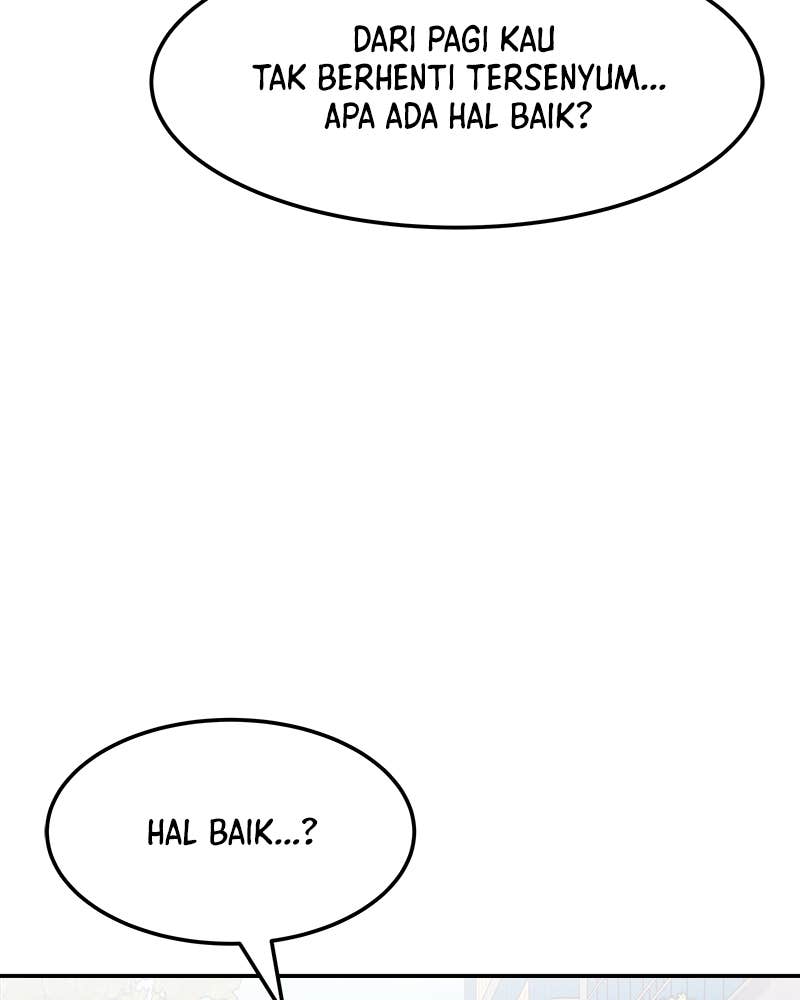 DARI PAGI KAU
TAK BERHENTI TERSENYUM...
APA ADA HAL BAIK?
HAL BAIK...?